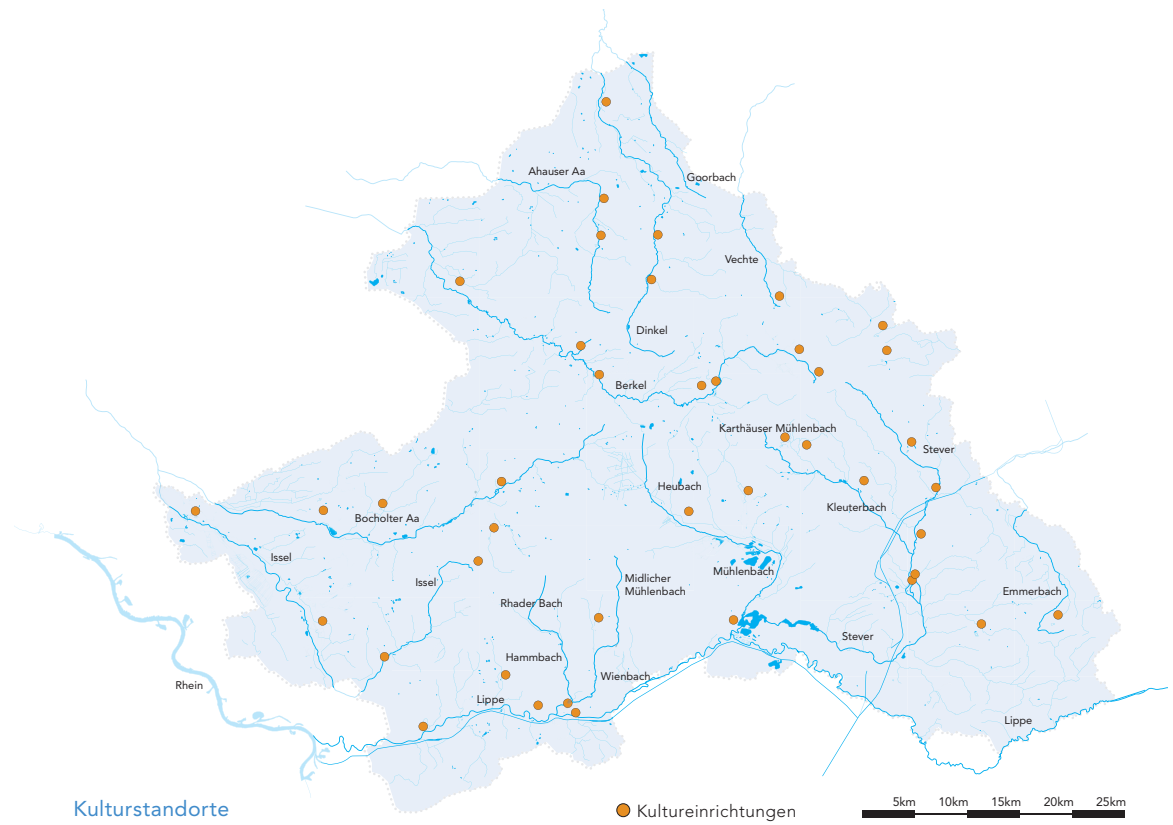 Ahauser Aa
Goorbach
Vechte
Dinkel
Berkel
Karthäuser Mühlenbach
Stever
Heubach
Kleuterbach
Bocholter Aa
Issel
Issel
Mühlenbach
Midlicher
Mühlenbach
Rhader Bach
Emmerbach
Stever
Hammbach
Wienbach
Rhein
Lippe
Lippe
Kulturstandorte
Kultureinrichtungen
5km 10km 15km 20km 25km